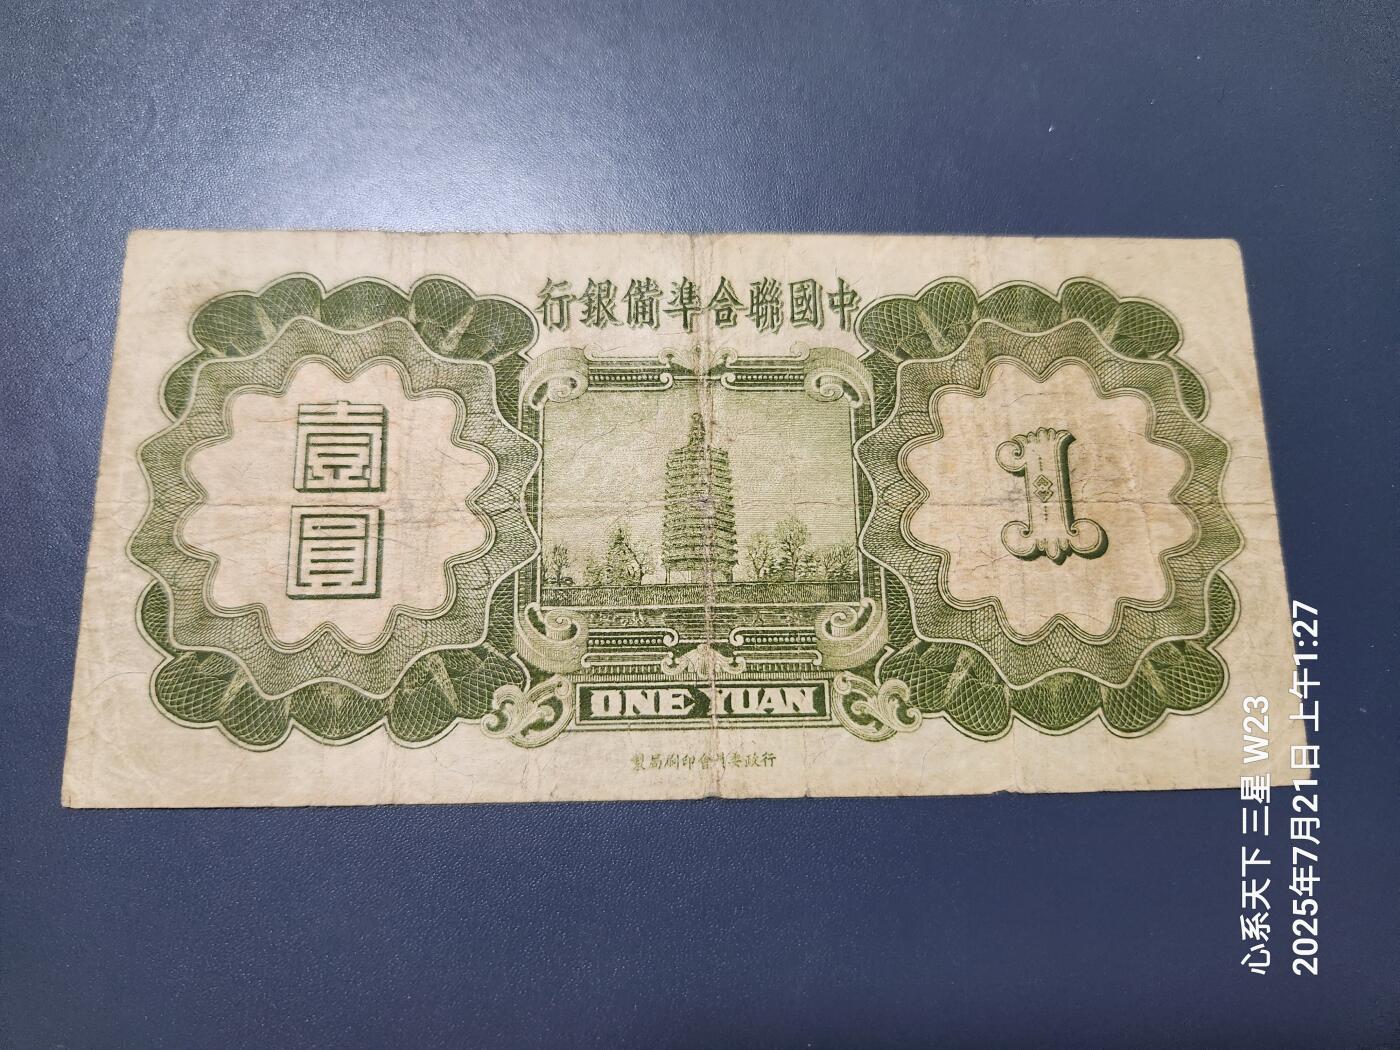 中國聯合準備銀行
壹圓
1
ONE YUAN
行政委員會印刷局製
心系天下 三星 W23
2025年7月21日 上午1:27